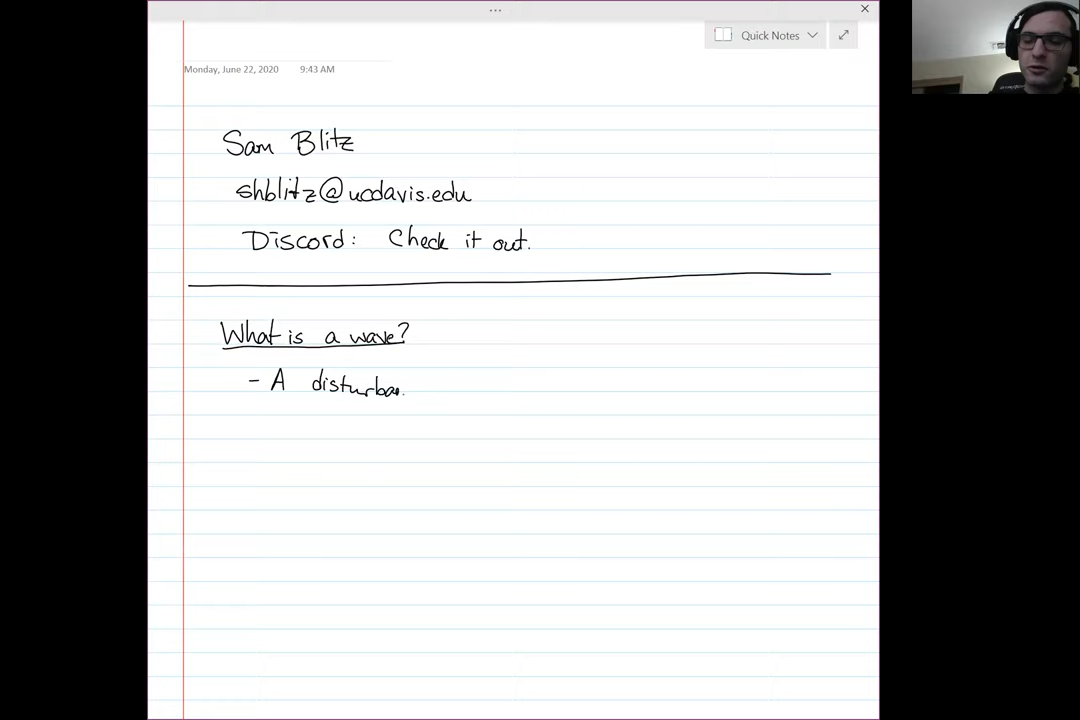 Quick Notes
Monday, June 22, 2020 9:43 AM
Sam Blitz
shblitz@ucdavis.edu
Discord: Check it out.
What is a wave?
- A disturban